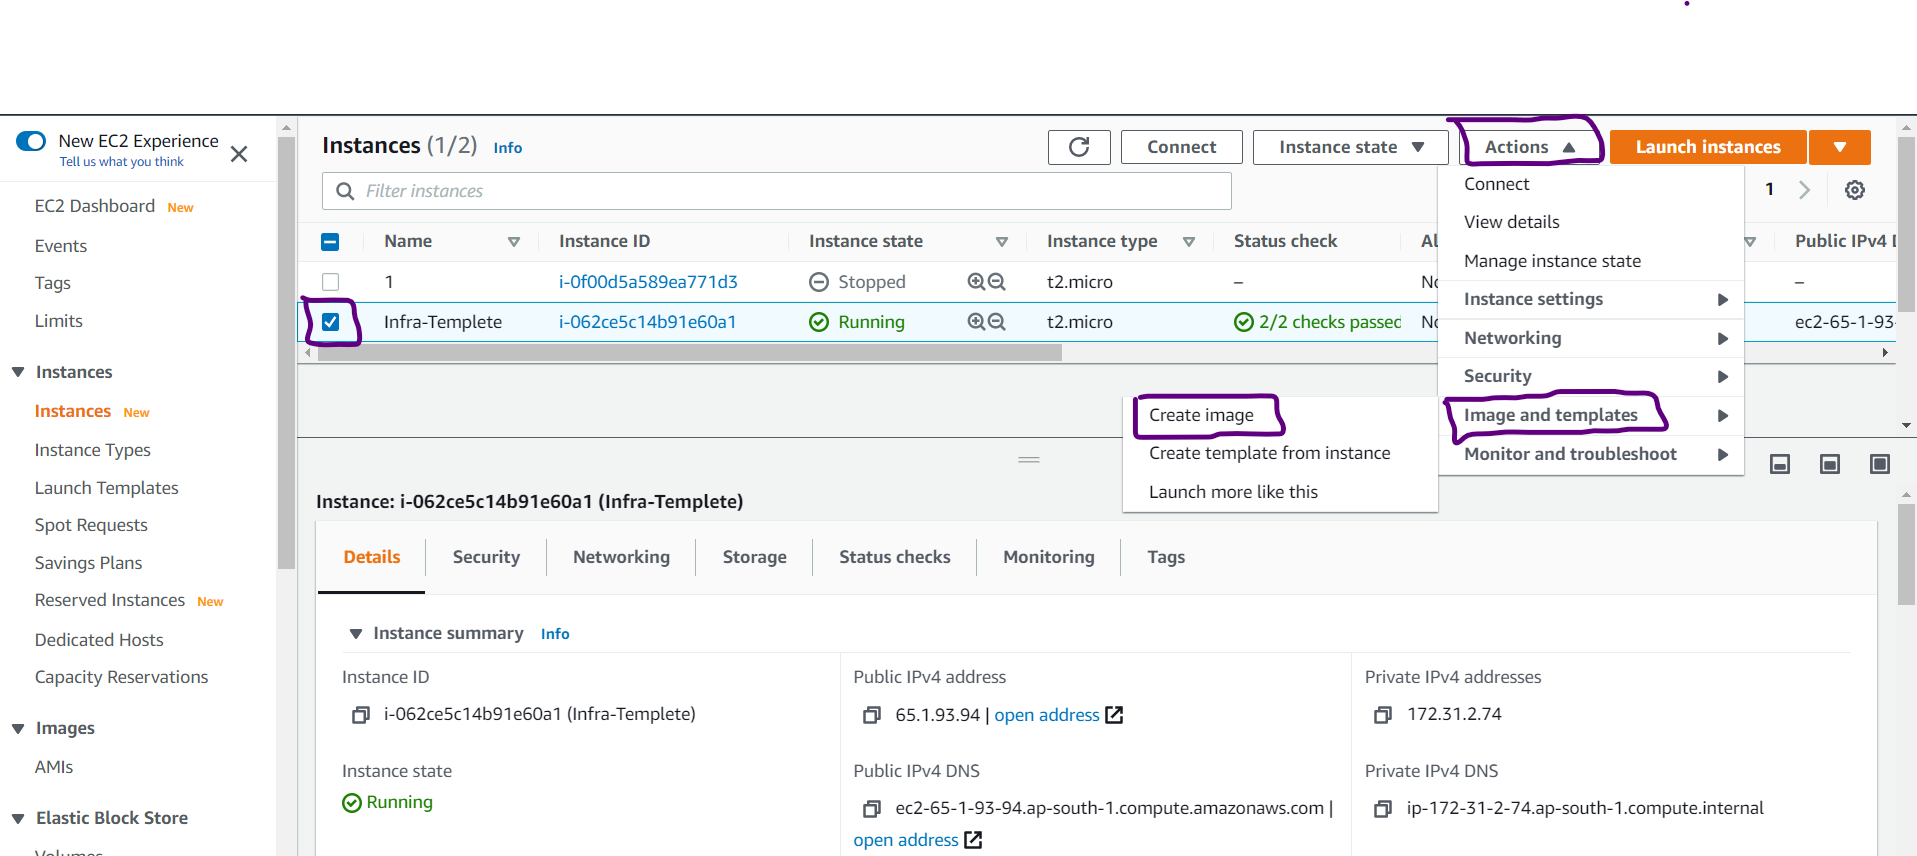 New EC2 Experience
Tell us what you think
EC2 Dashboard New
Events
Tags
Limits
Instances
Instances New
Instance Types
Launch Templates
Spot Requests
Savings Plans
Reserved Instances New
Dedicated Hosts
Capacity Reservations
Images
AMIs
Elastic Block Store
Volumes
Instances (1/2) Info
Connect
Instance state
Actions
Launch instances
Filter instances
1
Name Instance ID Instance state Instance type Status check Al Public IPv4 D
1 i-0f00d5a589ea771d3 Stopped t2.micro – No –
Infra-Templete i-062ce5c14b91e60a1 Running t2.micro 2/2 checks passed No ec2-65-1-93-
Connect
View details
Manage instance state
Instance settings
Networking
Security
Image and templates
Monitor and troubleshoot
Create image
Create template from instance
Launch more like this
Instance: i-062ce5c14b91e60a1 (Infra-Templete)
Details Security Networking Storage Status checks Monitoring Tags
Instance summary Info
Instance ID
i-062ce5c14b91e60a1 (Infra-Templete)
Public IPv4 address
65.1.93.94 | open address
Private IPv4 addresses
172.31.2.74
Instance state
Running
Public IPv4 DNS
ec2-65-1-93-94.ap-south-1.compute.amazonaws.com |
open address
Private IPv4 DNS
ip-172-31-2-74.ap-south-1.compute.internal